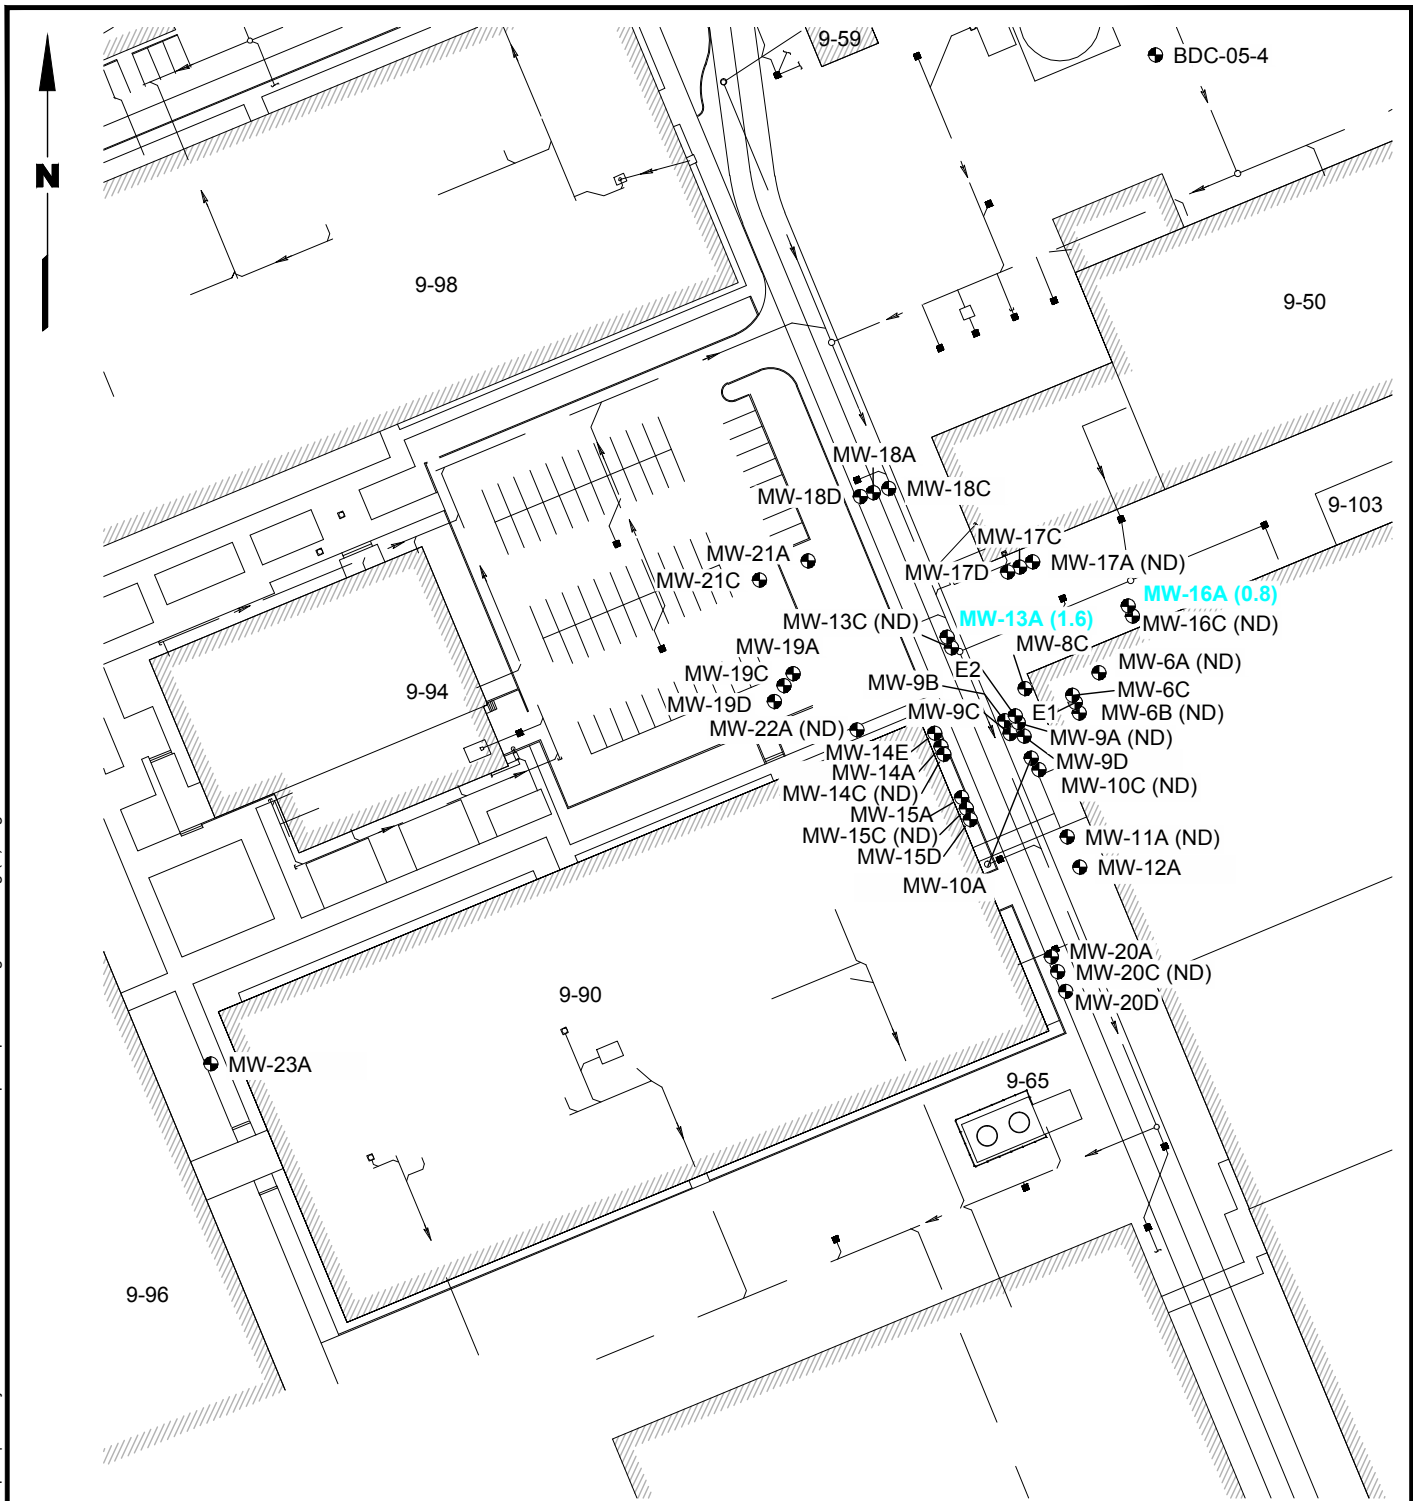 9-59
BDC-05-4
N
9-98
9-50
MW-18A
MW-18D
MW-18C
9-103
MW-17C
MW-21A
MW-17A (ND)
MW-17D
MW-21C
MW-16A (0.8)
MW-13C (ND)
MW-13A (1.6)
MW-16C (ND)
MW-8C
MW-19A
MW-6A (ND)
E2
MW-19C
MW-9B
MW-6C
9-94
MW-19D
MW-9C
E1
MW-6B (ND)
MW-22A (ND)
MW-9A (ND)
MW-14E
MW-9D
MW-14A
MW-10C (ND)
MW-14C (ND)
MW-15A
MW-15C (ND)
MW-11A (ND)
MW-15D
MW-12A
MW-10A
MW-20A
MW-20C (ND)
9-90
MW-20D
MW-23A
9-65
9-96